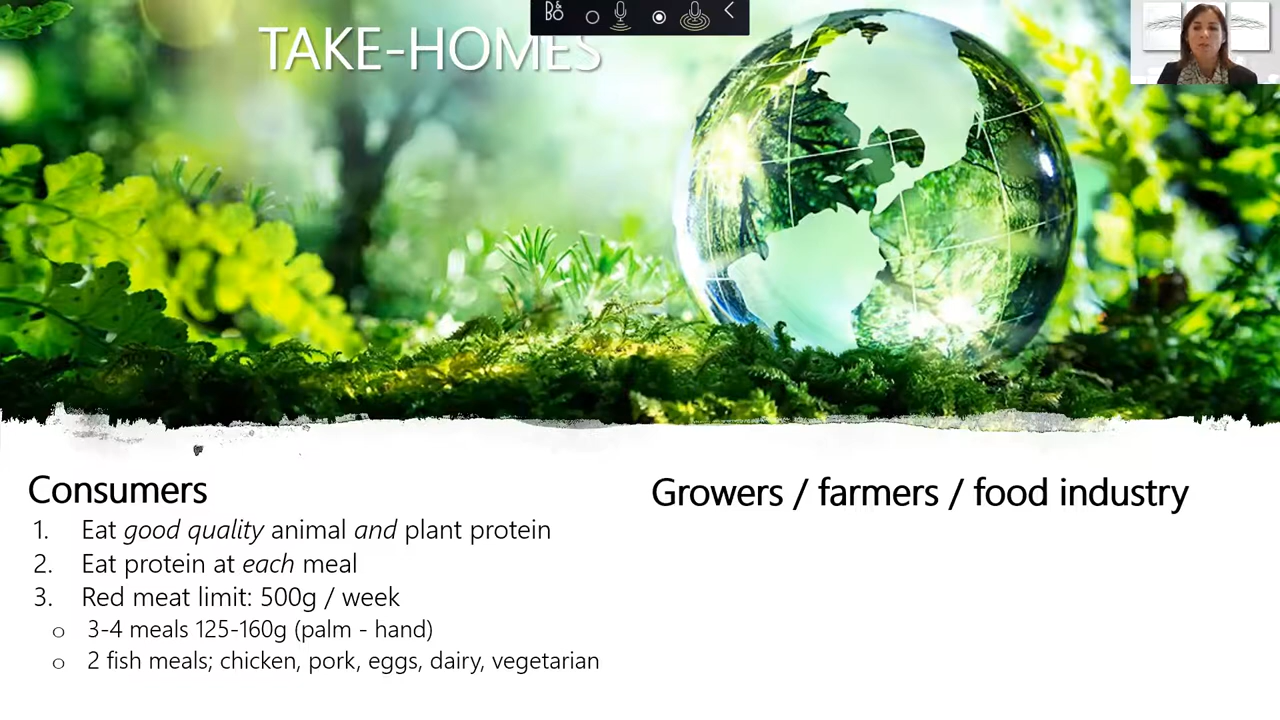 TAKE-HOMES
B&O
Consumers
1. Eat good quality animal and plant protein
2. Eat protein at each meal
3. Red meat limit: 500g / week
o 3-4 meals 125-160g (palm - hand)
o 2 fish meals; chicken, pork, eggs, dairy, vegetarian
Growers / farmers / food industry